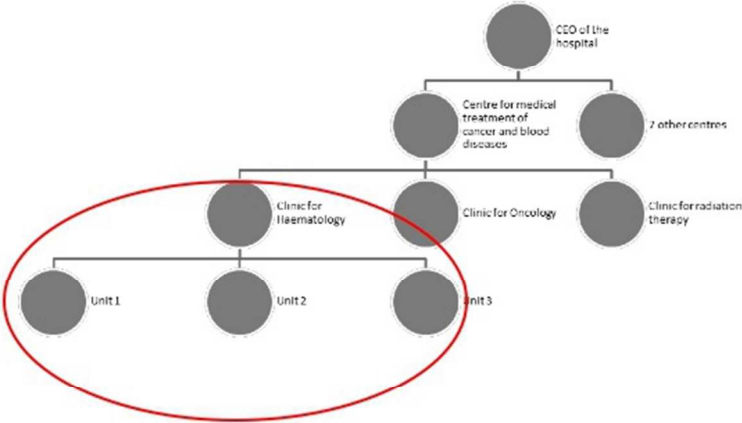 CEO of the
hospital
Centre for medical
treatment of
cancer and blood
diseases
7 other centres
Clinic for
Haematology
Clinic for Oncology
Clinic for radiation
therapy
Unit 1
Unit 2
Unit 3